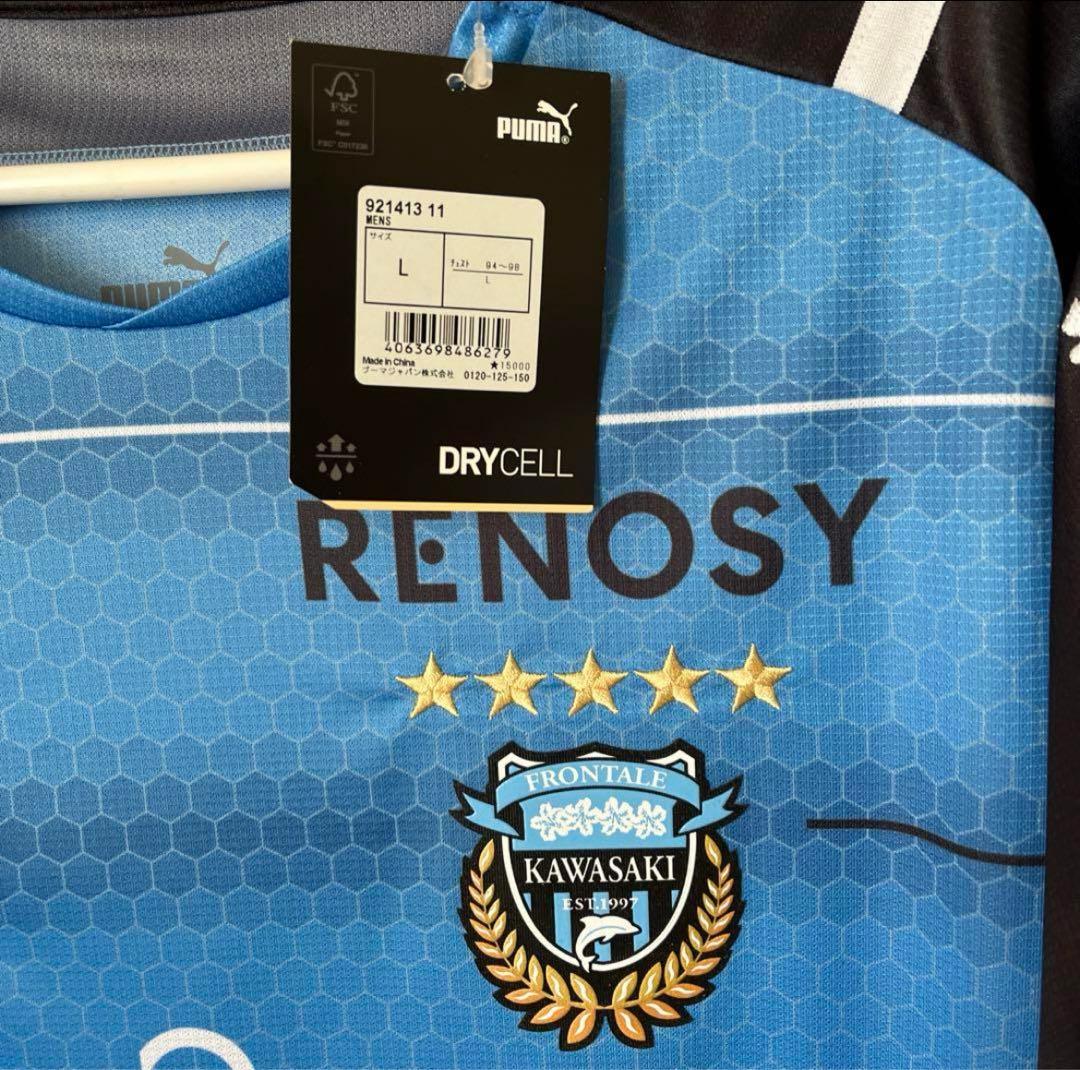 FSC
MIX
Paper
FSC® C017236
PUMA®
921413 11
MENS
サイズ
L
チェスト 94〜98
L
4063698486279
Made in China
★15000
プーマジャパン株式会社 0120-125-150
DRYCELL
PUMA
RENOSY
FRONTALE
KAWASAKI
EST.1997